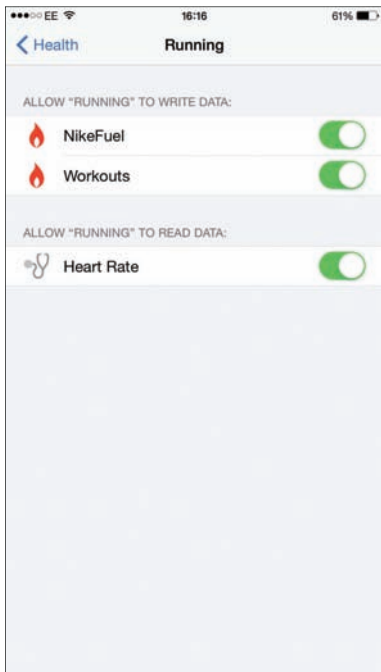 EE 16:16 61%
Health Running
ALLOW "RUNNING" TO WRITE DATA:
NikeFuel
Workouts
ALLOW "RUNNING" TO READ DATA:
Heart Rate